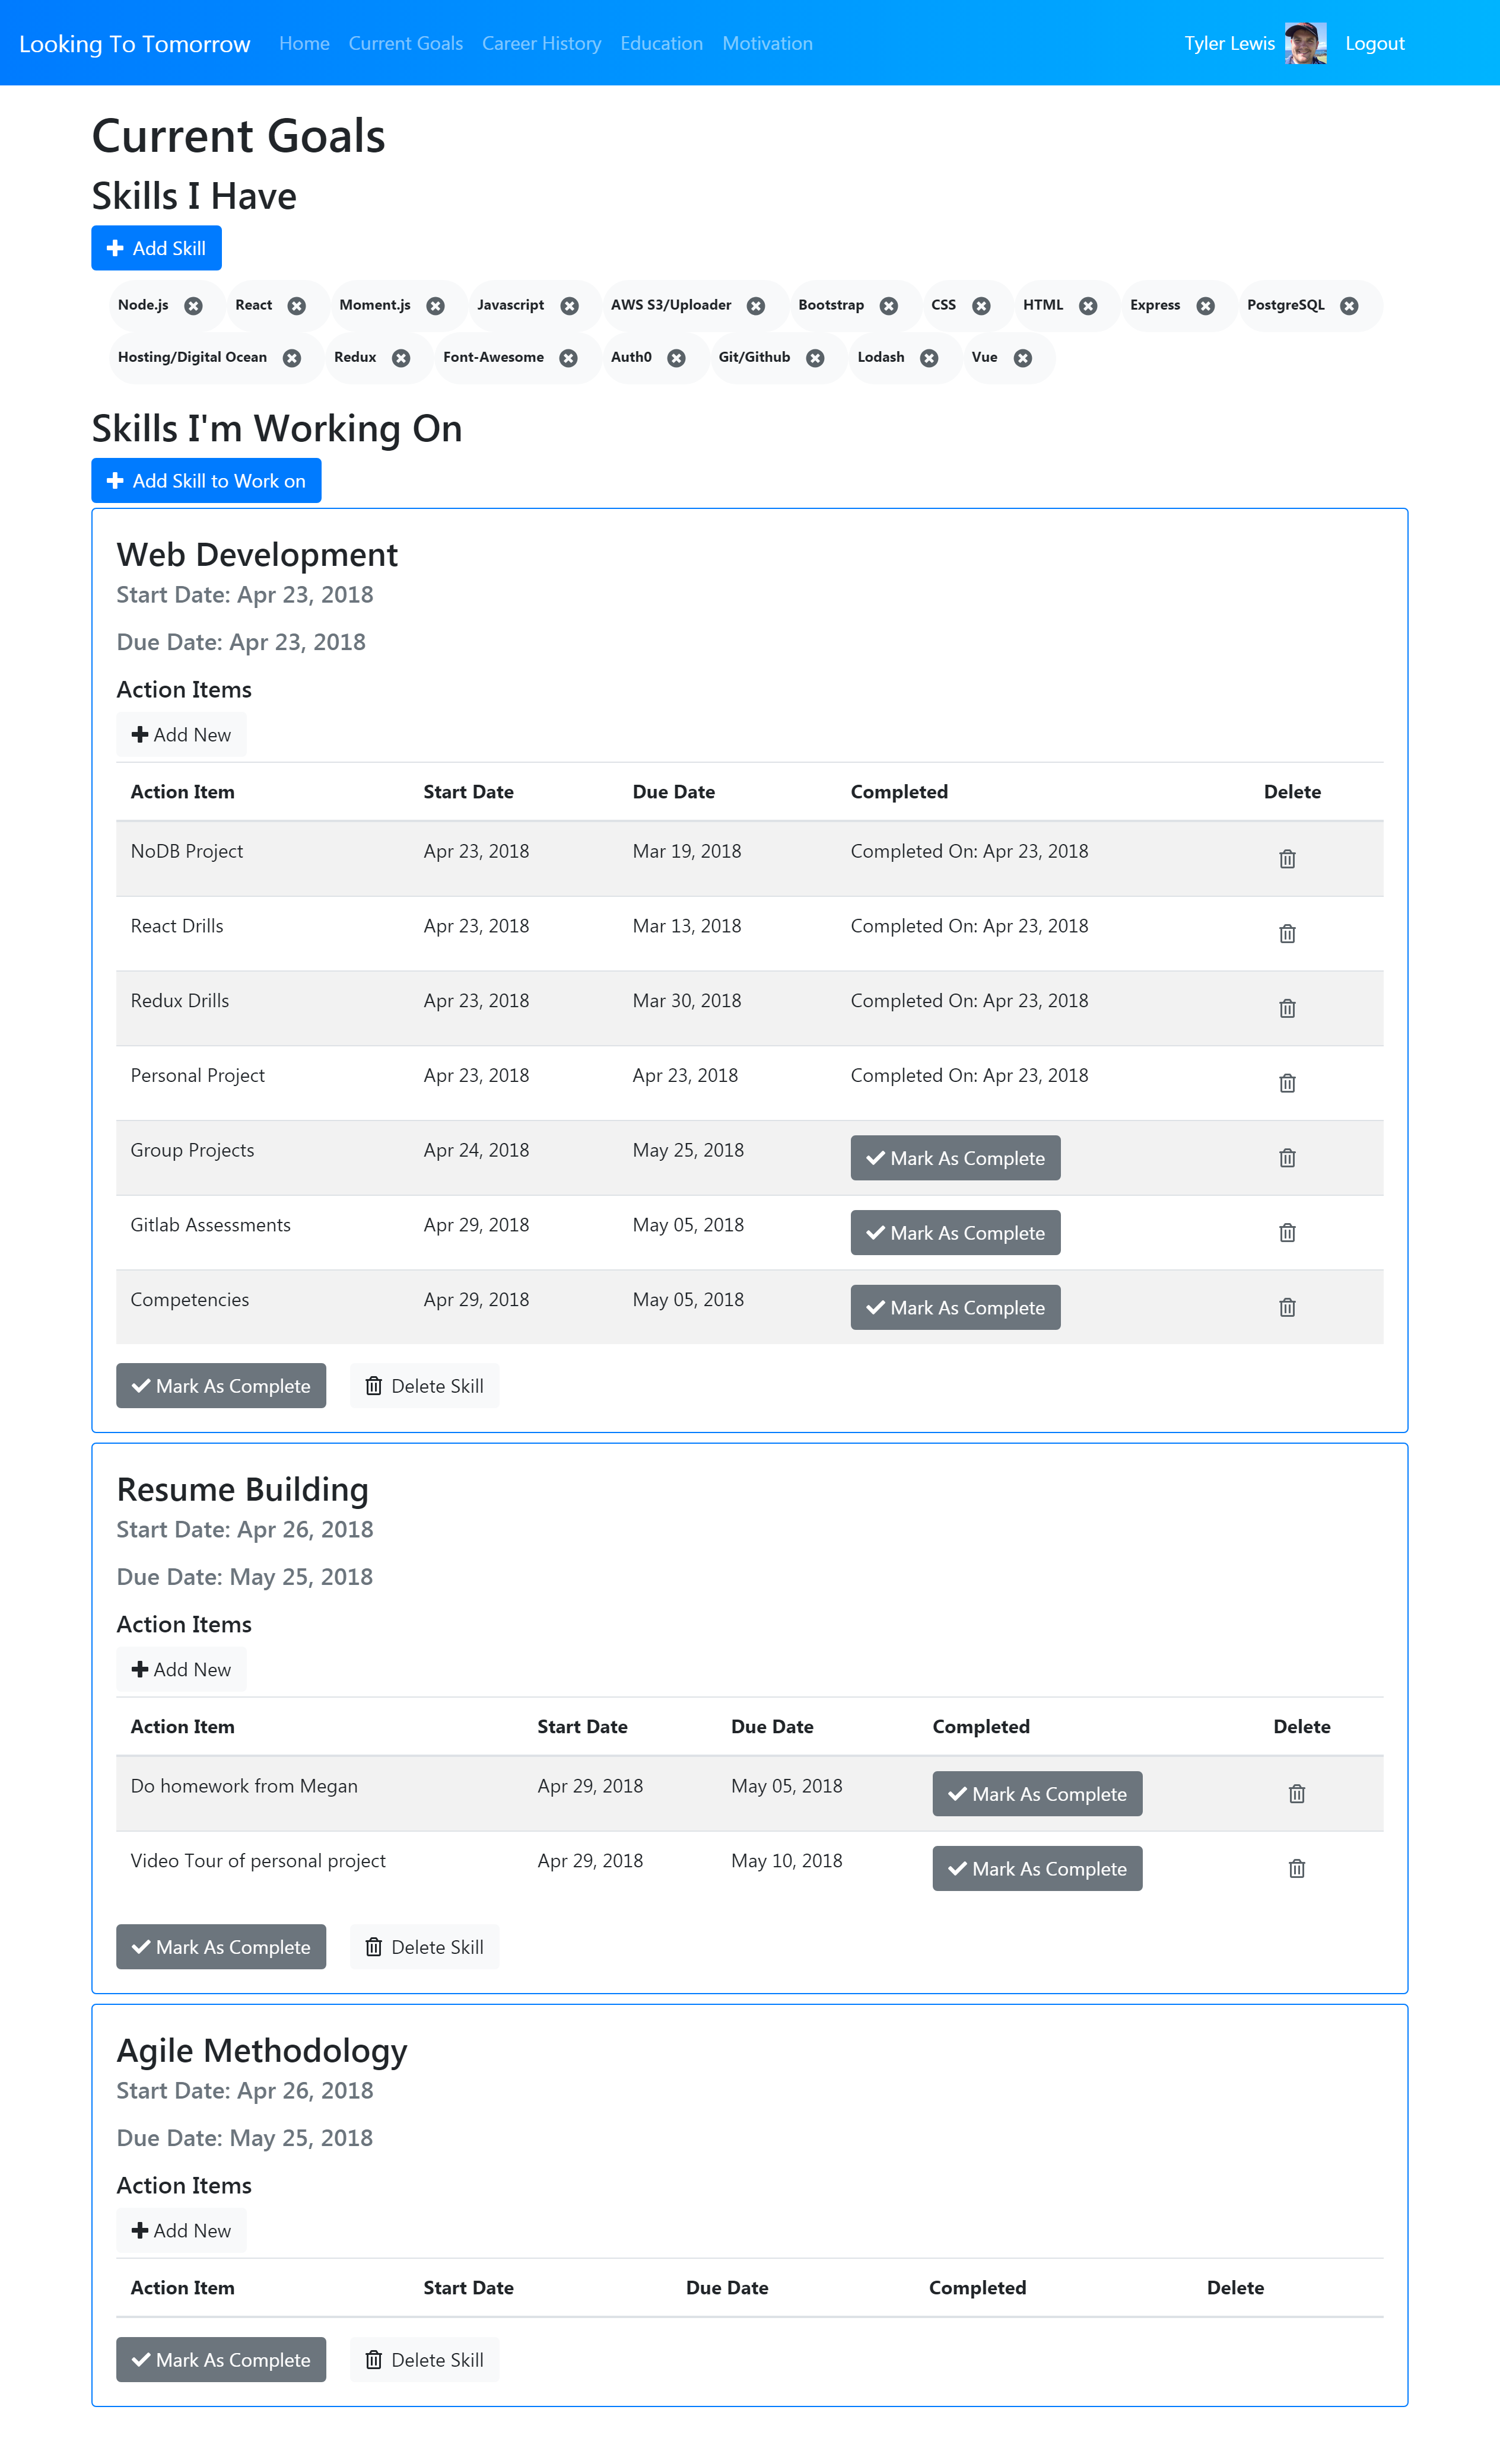 Looking To Tomorrow Home Current Goals Career History Education Motivation Tyler Lewis Logout
Current Goals
Skills I Have
Add Skill
Node.js React Moment.js Javascript AWS S3/Uploader Bootstrap CSS HTML Express PostgreSQL
Hosting/Digital Ocean Redux Font-Awesome Auth0 Git/Github Lodash Vue
Skills I'm Working On
Add Skill to Work on
Web Development
Start Date: Apr 23, 2018
Due Date: Apr 23, 2018
Action Items
Add New
Action Item Start Date Due Date Completed Delete
NoDB Project Apr 23, 2018 Mar 19, 2018 Completed On: Apr 23, 2018
React Drills Apr 23, 2018 Mar 13, 2018 Completed On: Apr 23, 2018
Redux Drills Apr 23, 2018 Mar 30, 2018 Completed On: Apr 23, 2018
Personal Project Apr 23, 2018 Apr 23, 2018 Completed On: Apr 23, 2018
Group Projects Apr 24, 2018 May 25, 2018 Mark As Complete
Gitlab Assessments Apr 29, 2018 May 05, 2018 Mark As Complete
Competencies Apr 29, 2018 May 05, 2018 Mark As Complete
Mark As Complete Delete Skill
Resume Building
Start Date: Apr 26, 2018
Due Date: May 25, 2018
Action Items
Add New
Action Item Start Date Due Date Completed Delete
Do homework from Megan Apr 29, 2018 May 05, 2018 Mark As Complete
Video Tour of personal project Apr 29, 2018 May 10, 2018 Mark As Complete
Mark As Complete Delete Skill
Agile Methodology
Start Date: Apr 26, 2018
Due Date: May 25, 2018
Action Items
Add New
Action Item Start Date Due Date Completed Delete
Mark As Complete Delete Skill